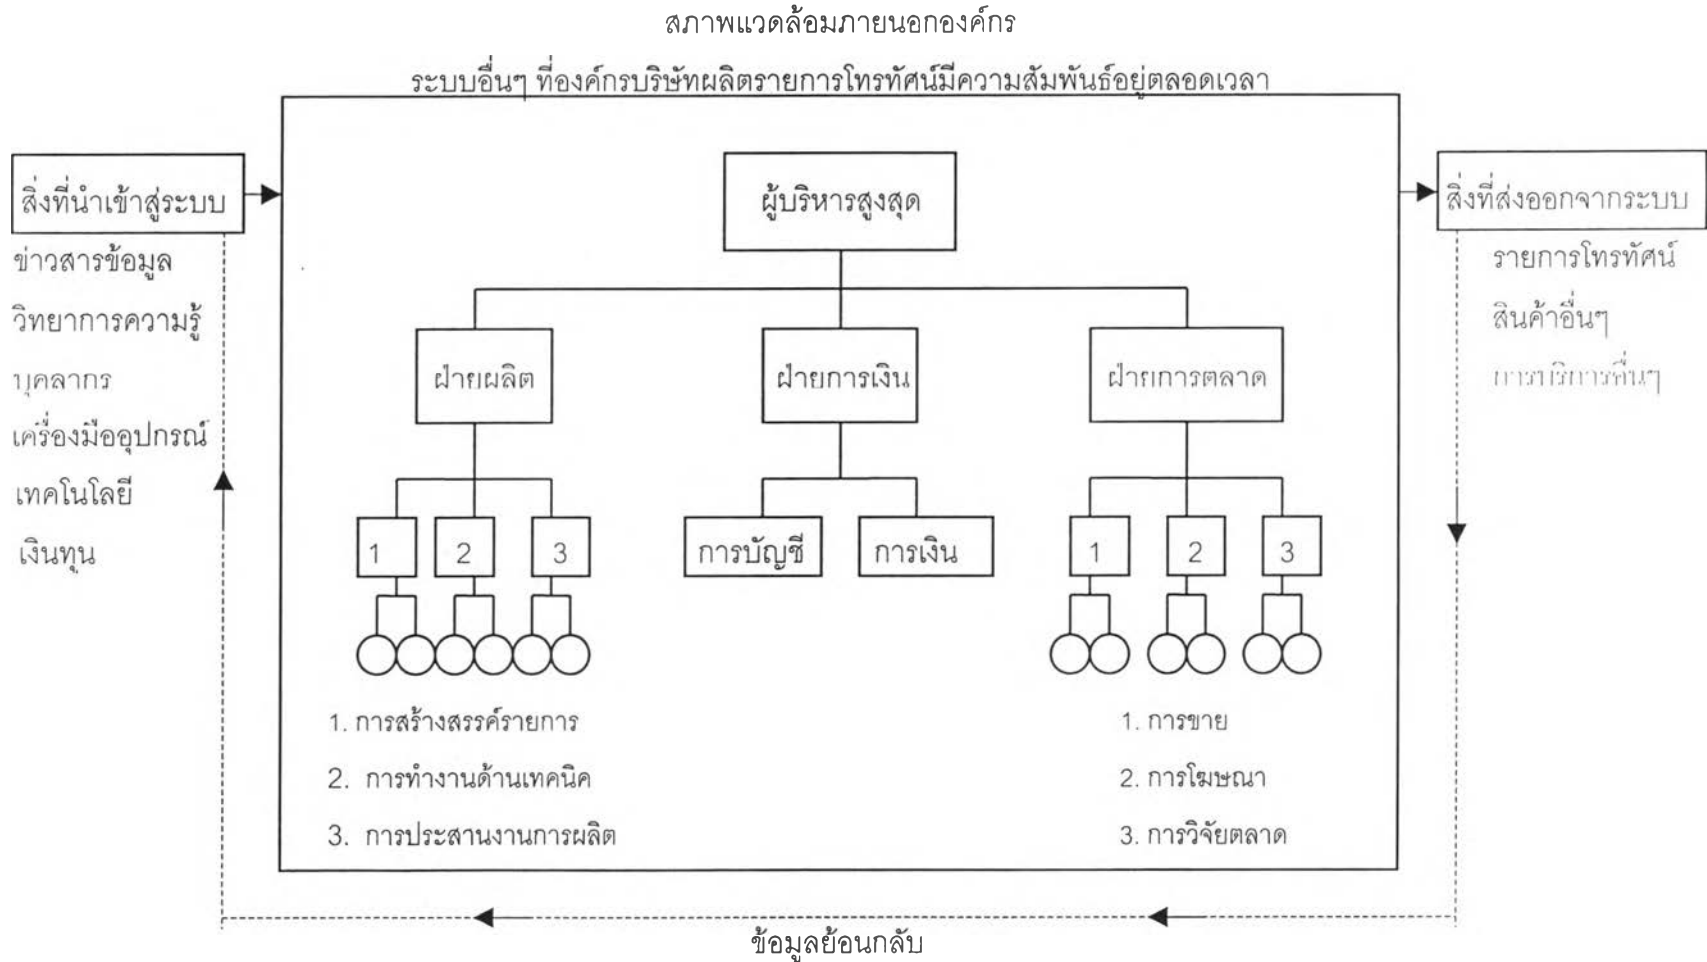 สภาพแวดล้อมภายนอกองค์กร
ระบบอื่นๆ ที่องค์กรบริษัทผลิตรายการโทรทัศน์มีความสัมพันธ์อยู่ตลอดเวลา
สิ่งที่นำเข้าสู่ระบบ
ข่าวสารข้อมูล
วิทยาการความรู้
บุคลากร
เครื่องมืออุปกรณ์
เทคโนโลยี
เงินทุน
ผู้บริหารสูงสุด
ฝ่ายผลิต
ฝ่ายการเงิน
ฝ่ายการตลาด
1 2 3
การบัญชี
การเงิน
1 2 3
1. การสร้างสรรค์รายการ
2. การทำงานด้านเทคนิค
3. การประสานงานการผลิต
1. การขาย
2. การโฆษณา
3. การวิจัยตลาด
สิ่งที่ส่งออกจากระบบ
รายการโทรทัศน์
สินค้าอื่นๆ
การบริการอื่นๆ
ข้อมูลย้อนกลับ